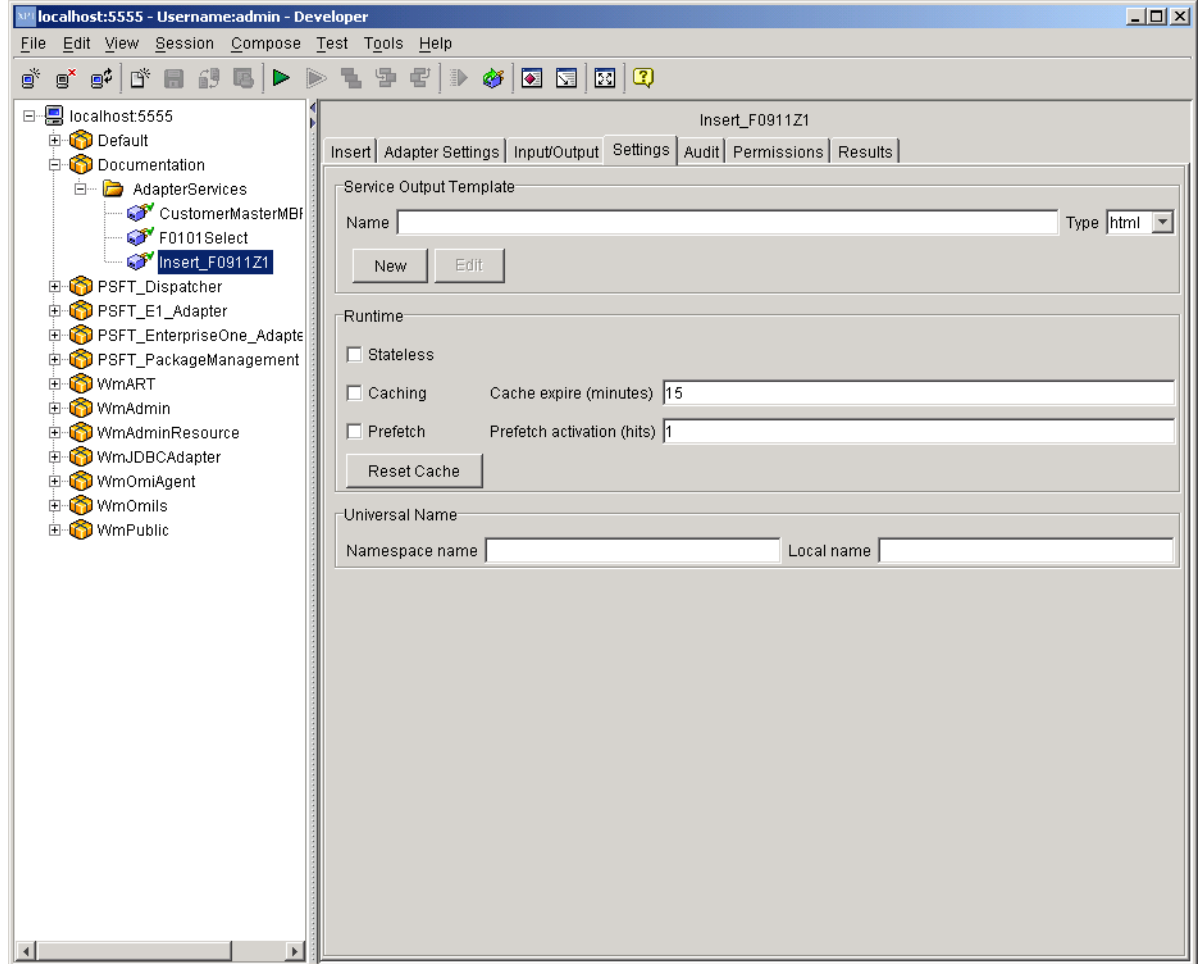 localhost:5555 - Username:admin - Developer
File Edit View Session Compose Test Tools Help
localhost:5555
Default
Documentation
AdapterServices
CustomerMasterMBF
F0101Select
Insert_F0911Z1
PSFT_Dispatcher
PSFT_E1_Adapter
PSFT_EnterpriseOne_Adapte
PSFT_PackageManagement
WmART
WmAdmin
WmAdminResource
WmJDBCAdapter
WmOmiAgent
WmOmils
WmPublic
Insert_F0911Z1
Insert Adapter Settings Input/Output Settings Audit Permissions Results
Service Output Template
Name Type html
New Edit
Runtime
Stateless
Caching Cache expire (minutes) 15
Prefetch Prefetch activation (hits) 1
Reset Cache
Universal Name
Namespace name Local name